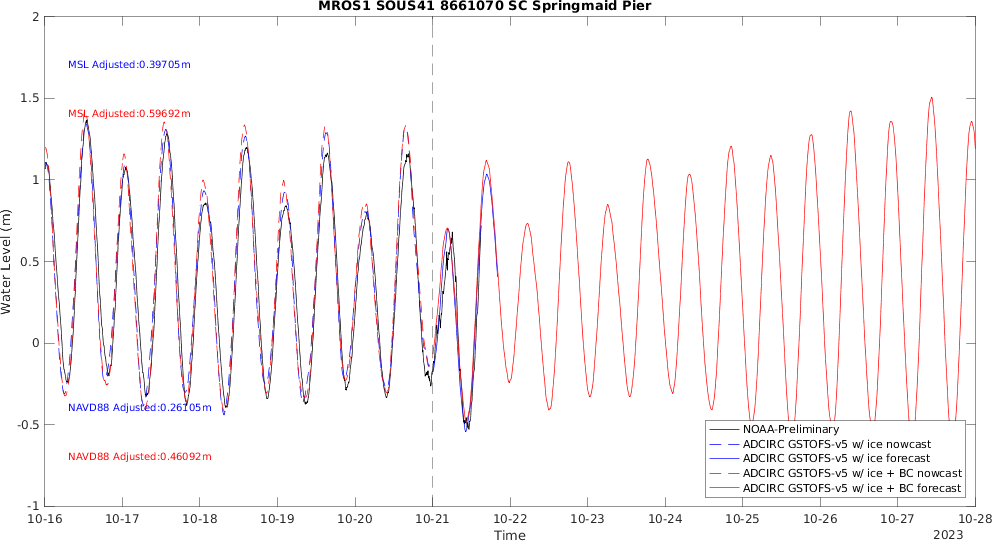 MROS1 SOUS41 8661070 SC Springmaid Pier
2
1.5
1
0.5
0
-0.5
-1
Water Level (m)
MSL Adjusted:0.39705m
MSL Adjusted:0.59692m
NAVD88 Adjusted:0.26105m
NAVD88 Adjusted:0.46092m
NOAA-Preliminary
ADCIRC GSTOFS-v5 w/ ice nowcast
ADCIRC GSTOFS-v5 w/ ice forecast
ADCIRC GSTOFS-v5 w/ ice + BC nowcast
ADCIRC GSTOFS-v5 w/ ice + BC forecast
10-16 10-17 10-18 10-19 10-20 10-21 10-22 10-23 10-24 10-25 10-26 10-27 10-28
Time
2023